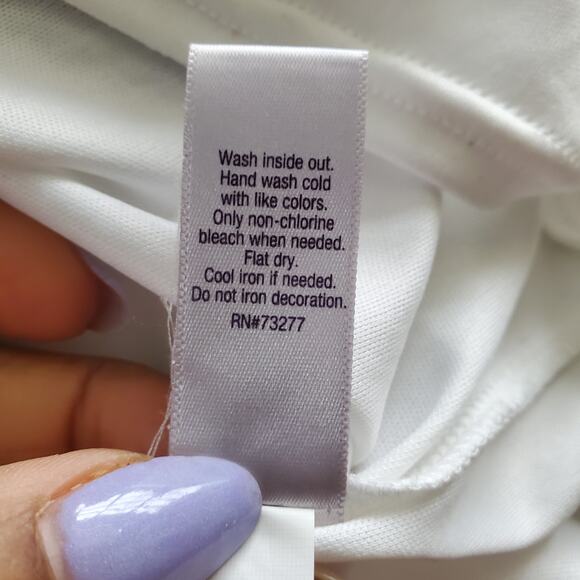 Wash inside out.
Hand wash cold
with like colors.
Only non-chlorine
bleach when needed.
Flat dry.
Cool iron if needed.
Do not iron decoration.
RN#73277